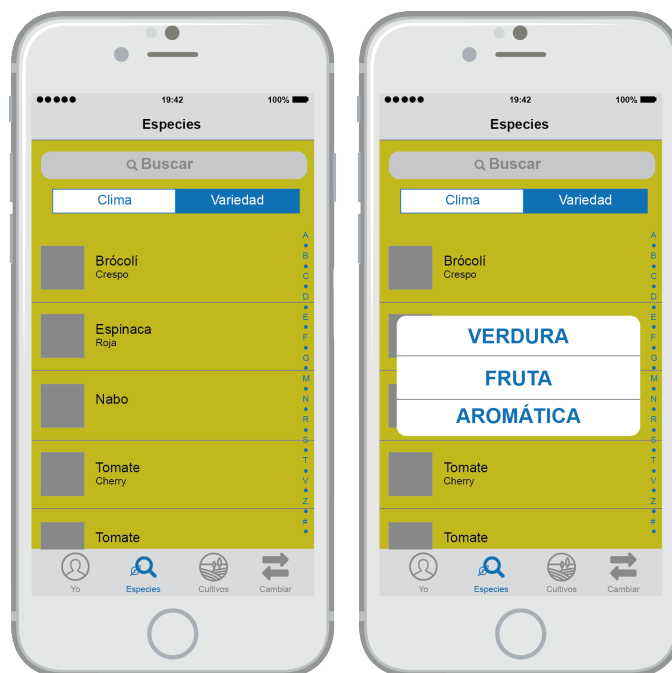 19:42 100%
Especies
Buscar
Clima Variedad
Brócolí
Crespo
Espinaca
Roja
Nabo
Tomate
Cherry
Tomate
A
B
C
D
E
F
G
M
N
R
S
T
V
Z
#
Yo Especies Cultivos Cambiar
19:42 100%
Especies
Buscar
Clima Variedad
Brócolí
Crespo
VERDURA
FRUTA
AROMÁTICA
Tomate
Cherry
Tomate
A
B
C
D
E
F
G
M
N
R
S
T
V
Z
#
Yo Especies Cultivos Cambiar